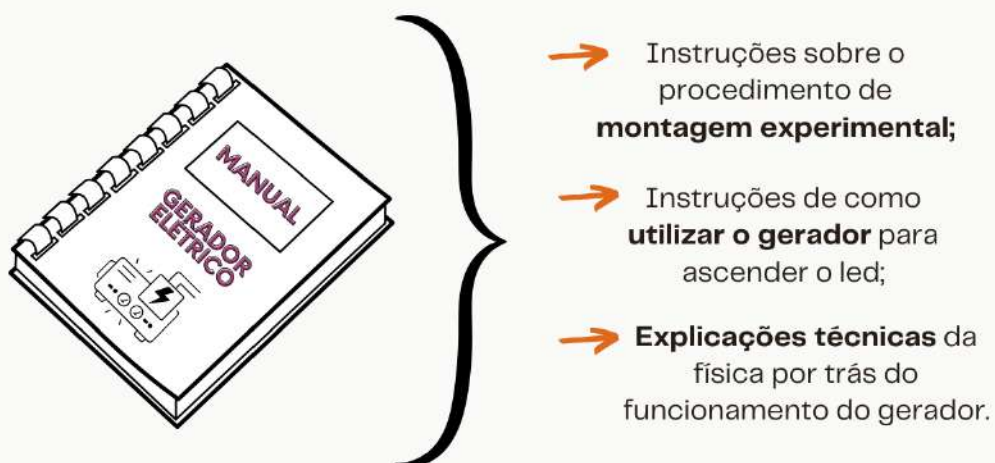 MANUAL
GERADOR
ELÉTRICO
Instruções sobre o
procedimento de
montagem experimental;
Instruções de como
utilizar o gerador para
ascender o led;
Explicações técnicas da
física por trás do
funcionamento do gerador.